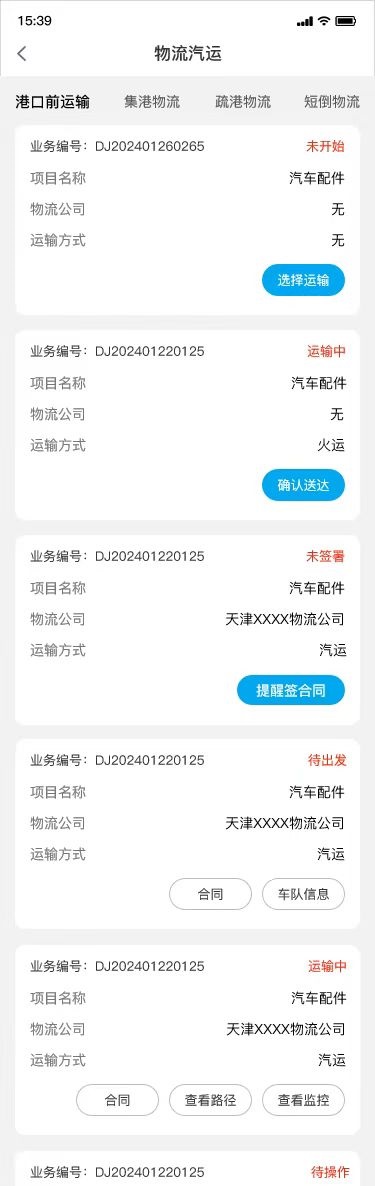 15:39
物流汽运
港口前运输 集港物流 疏港物流 短倒物流
业务编号：DJ202401260265 未开始
项目名称 汽车配件
物流公司 无
运输方式 无
选择运输
业务编号：DJ202401220125 运输中
项目名称 汽车配件
物流公司 无
运输方式 火运
确认送达
业务编号：DJ202401220125 未签署
项目名称 汽车配件
物流公司 天津XXXX物流公司
运输方式 汽运
提醒签合同
业务编号：DJ202401220125 待出发
项目名称 汽车配件
物流公司 天津XXXX物流公司
运输方式 汽运
合同 车队信息
业务编号：DJ202401220125 运输中
项目名称 汽车配件
物流公司 天津XXXX物流公司
运输方式 汽运
合同 查看路径 查看监控
业务编号：DJ202401220125 待操作